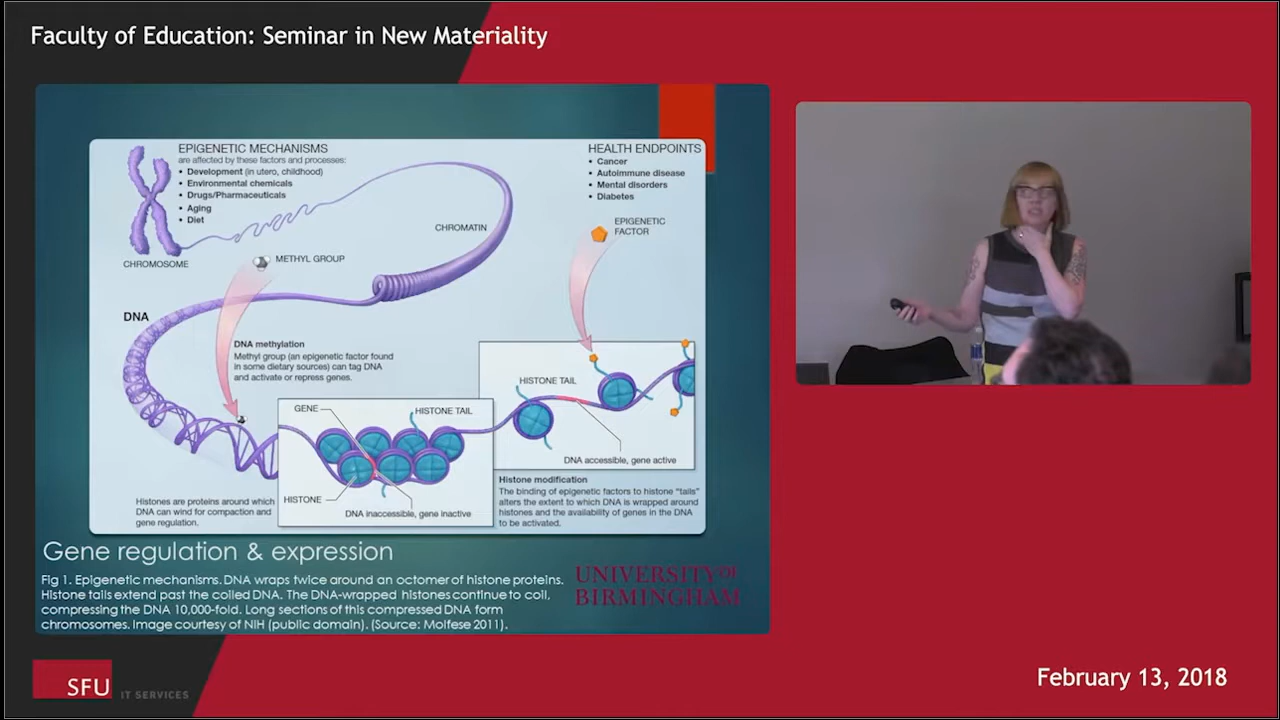 Faculty of Education: Seminar in New Materiality
EPIGENETIC MECHANISMS
are affected by these factors and processes:
• Development (in utero, childhood)
• Environmental chemicals
• Drugs/Pharmaceuticals
• Aging
• Diet
HEALTH ENDPOINTS
• Cancer
• Autoimmune disease
• Mental disorders
• Diabetes
EPIGENETIC
FACTOR
CHROMATIN
CHROMOSOME
METHYL GROUP
DNA
DNA methylation
Methyl group (an epigenetic factor found
in some dietary sources) can tag DNA
and activate or repress genes.
HISTONE TAIL
GENE
HISTONE TAIL
DNA accessible, gene active
HISTONE
DNA inaccessible, gene inactive
Histones are proteins around which
DNA can wind for compaction and
gene regulation.
Histone modification
The binding of epigenetic factors to histone "tails"
alters the extent to which DNA is wrapped around
histones and the availability of genes in the DNA
to be activated.
Gene regulation & expression
Fig 1. Epigenetic mechanisms. DNA wraps twice around an octomer of histone proteins.
Histone tails extend past the coiled DNA. The DNA-wrapped histones continue to coil,
compressing the DNA 10,000-fold. Long sections of this compressed DNA form
chromosomes. Image courtesy of NIH (public domain). (Source: Molfese 2011).
UNIVERSITY OF
BIRMINGHAM
SFU IT SERVICES
February 13, 2018